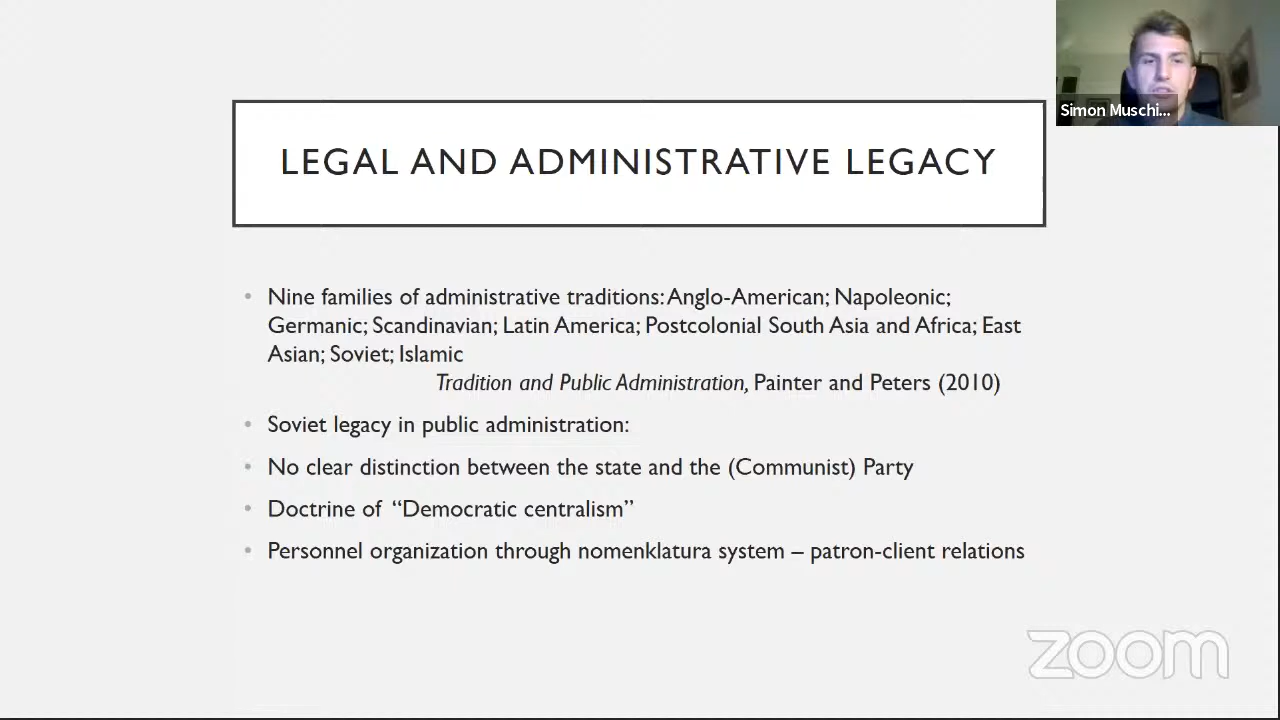 Simon Muschi...
LEGAL AND ADMINISTRATIVE LEGACY
• Nine families of administrative traditions: Anglo-American; Napoleonic;
Germanic; Scandinavian; Latin America; Postcolonial South Asia and Africa; East
Asian; Soviet; Islamic
Tradition and Public Administration, Painter and Peters (2010)
• Soviet legacy in public administration:
• No clear distinction between the state and the (Communist) Party
• Doctrine of “Democratic centralism”
• Personnel organization through nomenklatura system – patron-client relations
zoom